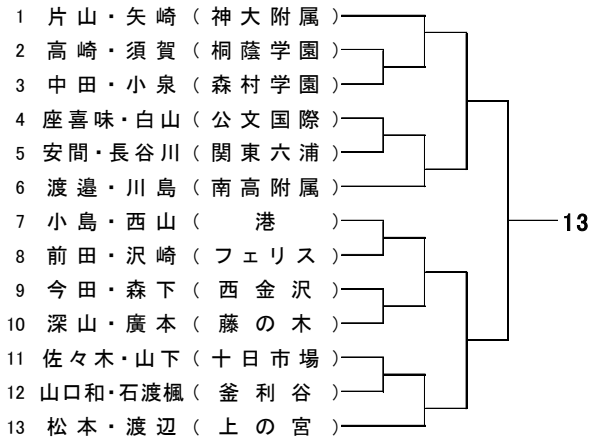 1 片山・矢崎（神大附属）
2 高崎・須賀（桐蔭学園）
3 中田・小泉（森村学園）
4 座喜味・白山（公文国際）
5 安間・長谷川（関東六浦）
6 渡邉・川島（南高附属）
7 小島・西山（港）
8 前田・沢崎（フェリス）
9 今田・森下（西金沢）
10 深山・廣本（藤の木）
11 佐々木・山下（十日市場）
12 山口和・石渡楓（釜利谷）
13 松本・渡辺（上の宮）
13